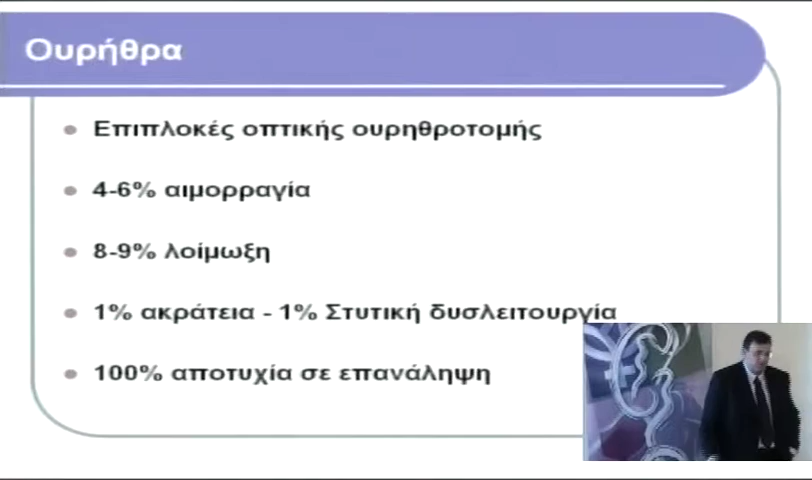 Ουρήθρα
Επιπλοκές οπτικής ουρηθροτομής
4-6% αιμορραγία
8-9% λοίμωξη
1% ακράτεια - 1% Στυτική δυσλειτουργία
100% αποτυχία σε επανάληψη